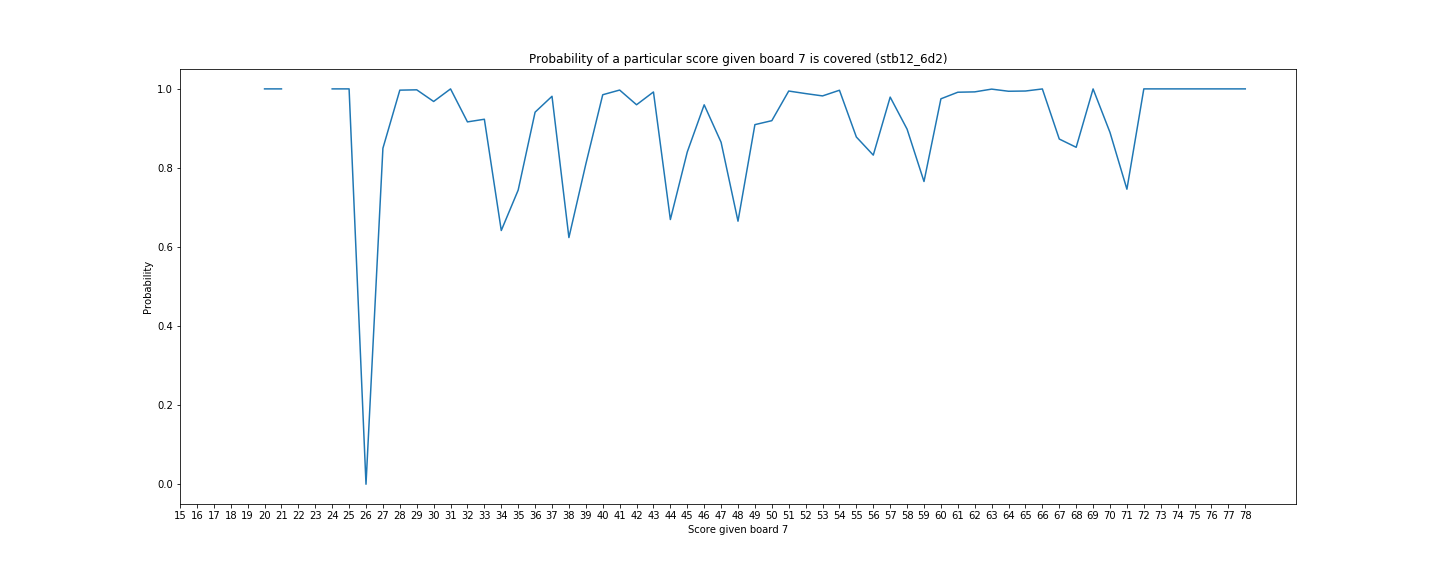 Probability of a particular score given board 7 is covered (stb12_6d2)
1.0
0.8
0.6
0.4
0.2
0.0
Probability
15 16 17 18 19 20 21 22 23 24 25 26 27 28 29 30 31 32 33 34 35 36 37 38 39 40 41 42 43 44 45 46 47 48 49 50 51 52 53 54 55 56 57 58 59 60 61 62 63 64 65 66 67 68 69 70 71 72 73 74 75 76 77 78
Score given board 7